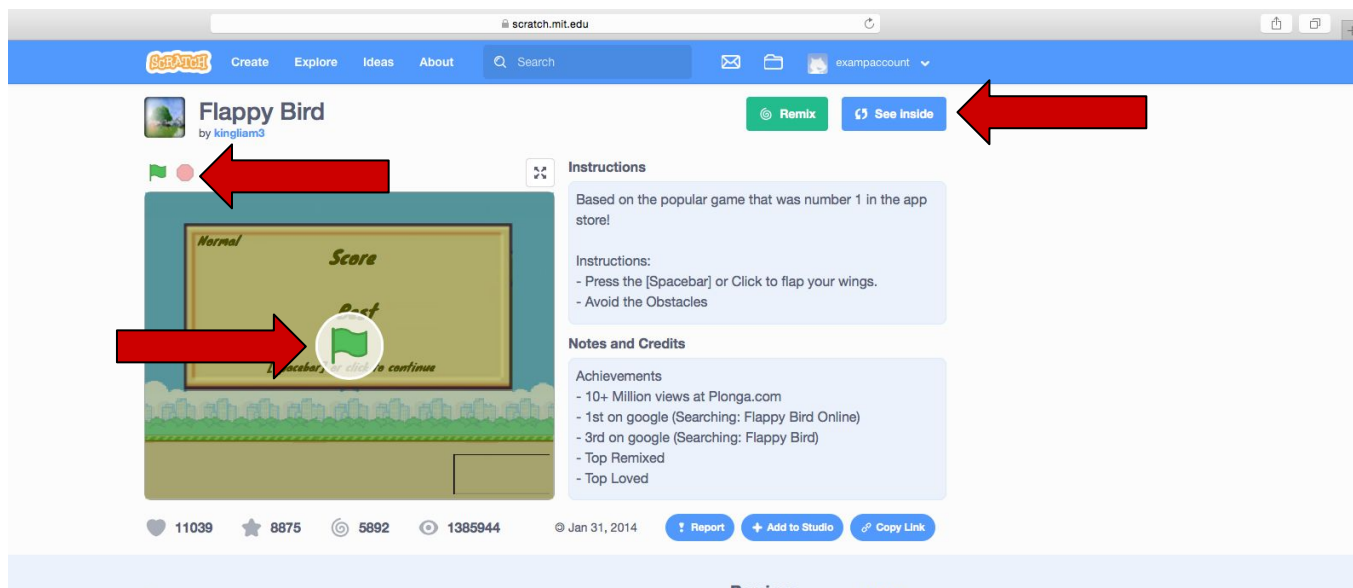 scratch.mit.edu
SCRATCH Create Explore Ideas About Search exampaccount
Flappy Bird
by kingliam3
Remix See inside
Instructions
Based on the popular game that was number 1 in the app
store!
Instructions:
- Press the [Spacebar] or Click to flap your wings.
- Avoid the Obstacles
Normal
Score
Best
or click to continue
Notes and Credits
Achievements
- 10+ Million views at Plonga.com
- 1st on google (Searching: Flappy Bird Online)
- 3rd on google (Searching: Flappy Bird)
- Top Remixed
- Top Loved
11039 8875 5892 1385944 © Jan 31, 2014 Report Add to Studio Copy Link